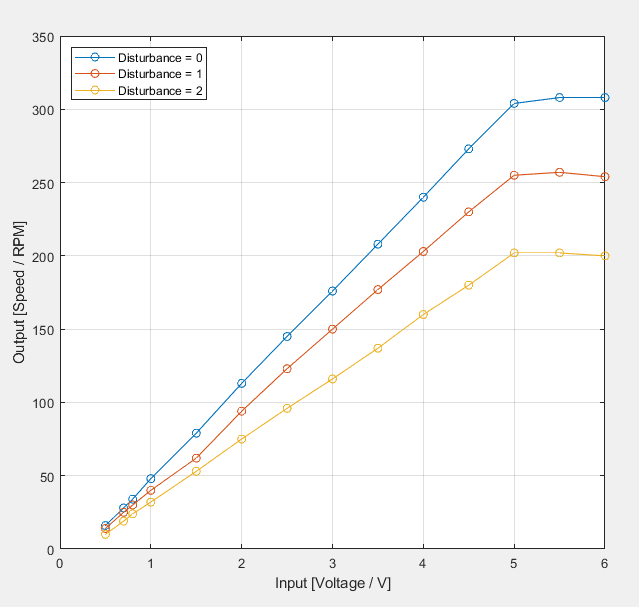 350
300
250
200
150
100
50
0
Output [Speed / RPM]
Disturbance = 0
Disturbance = 1
Disturbance = 2
0 1 2 3 4 5 6
Input [Voltage / V]